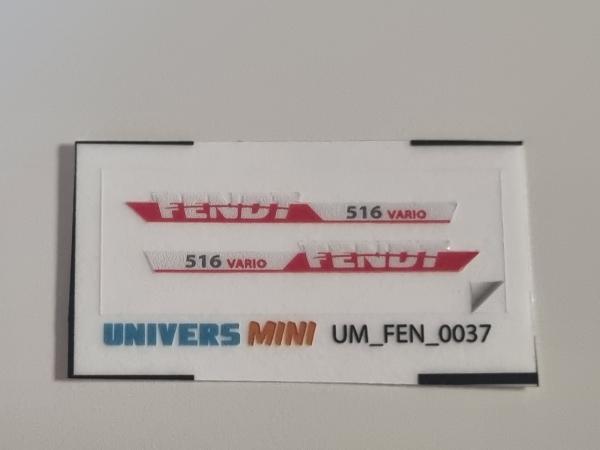 FENDT 516 VARIO
516 VARIO FENDT
UNIVERS MINI UM_FEN_0037